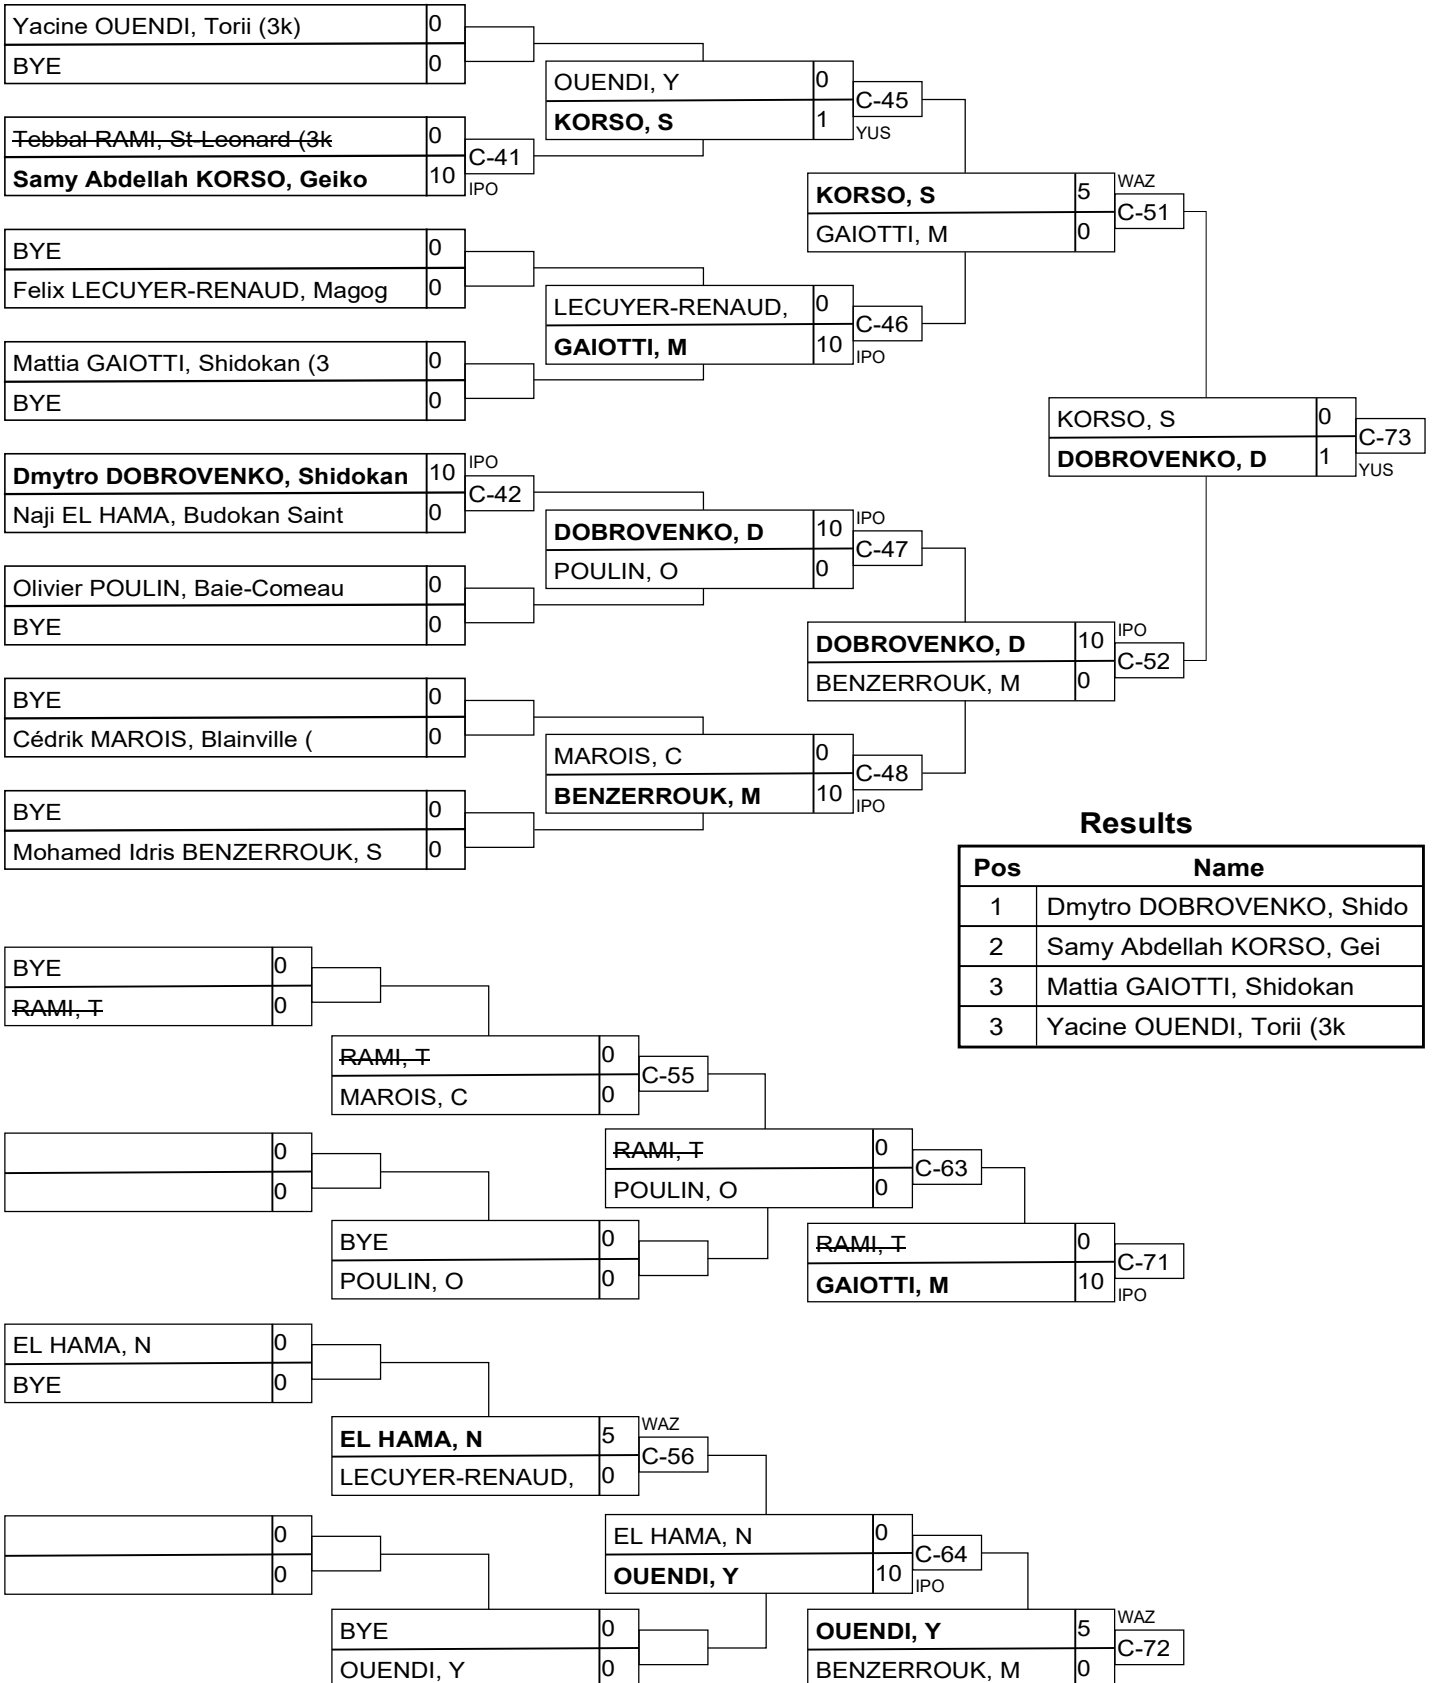 Yacine OUENDI, Torii (3k) 0
BYE 0
Tebbal RAMI, St-Leonard (3k 0
Samy Abdellah KORSO, Geiko 10
C-41
IPO
BYE 0
Felix LECUYER-RENAUD, Magog 0
Mattia GAIOTTI, Shidokan (3 0
BYE 0
Dmytro DOBROVENKO, Shidokan 10
IPO
C-42
Naji EL HAMA, Budokan Saint 0
Olivier POULIN, Baie-Comeau 0
BYE 0
BYE 0
Cédrik MAROIS, Blainville ( 0
BYE 0
Mohamed Idris BENZERROUK, S 0
OUENDI, Y 0
KORSO, S 1
C-45
YUS
LECUYER-RENAUD, 0
GAIOTTI, M 10
C-46
IPO
DOBROVENKO, D 10
IPO
C-47
POULIN, O 0
MAROIS, C 0
BENZERROUK, M 10
C-48
IPO
KORSO, S 5
WAZ
C-51
GAIOTTI, M 0
DOBROVENKO, D 10
IPO
C-52
BENZERROUK, M 0
KORSO, S 0
DOBROVENKO, D 1
C-73
YUS
Results
Pos Name
1 Dmytro DOBROVENKO, Shido
2 Samy Abdellah KORSO, Gei
3 Mattia GAIOTTI, Shidokan
3 Yacine OUENDI, Torii (3k
BYE 0
RAMI, T 0
RAMI, T 0
C-55
MAROIS, C 0
0
0
BYE 0
POULIN, O 0
RAMI, T 0
C-63
POULIN, O 0
RAMI, T 0
C-71
GAIOTTI, M 10
IPO
EL HAMA, N 0
BYE 0
EL HAMA, N 5
WAZ
C-56
LECUYER-RENAUD, 0
0
0
BYE 0
OUENDI, Y 0
EL HAMA, N 0
C-64
OUENDI, Y 10
IPO
OUENDI, Y 5
WAZ
C-72
BENZERROUK, M 0